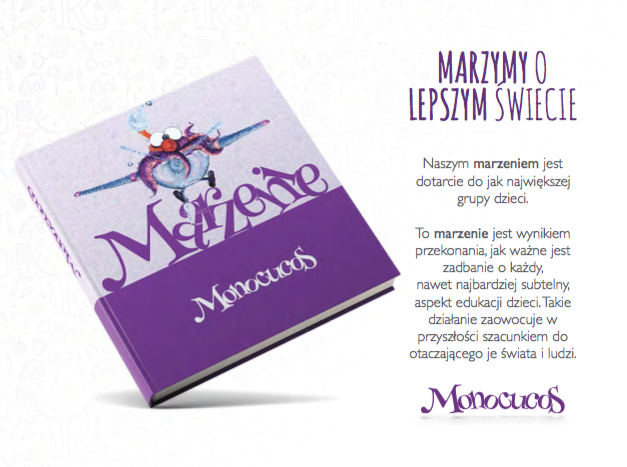 Marzenie
Monocucos
MARZYMY O
LEPSZYM ŚWIECIE
Naszym marzeniem jest
dotarcie do jak największej
grupy dzieci.
To marzenie jest wynikiem
przekonania, jak ważne jest
zadbanie o każdy,
nawet najbardziej subtelny,
aspekt edukacji dzieci. Takie
działanie zaowocuje w
przyszłości szacunkiem do
otaczającego je świata i ludzi.
Monocucos